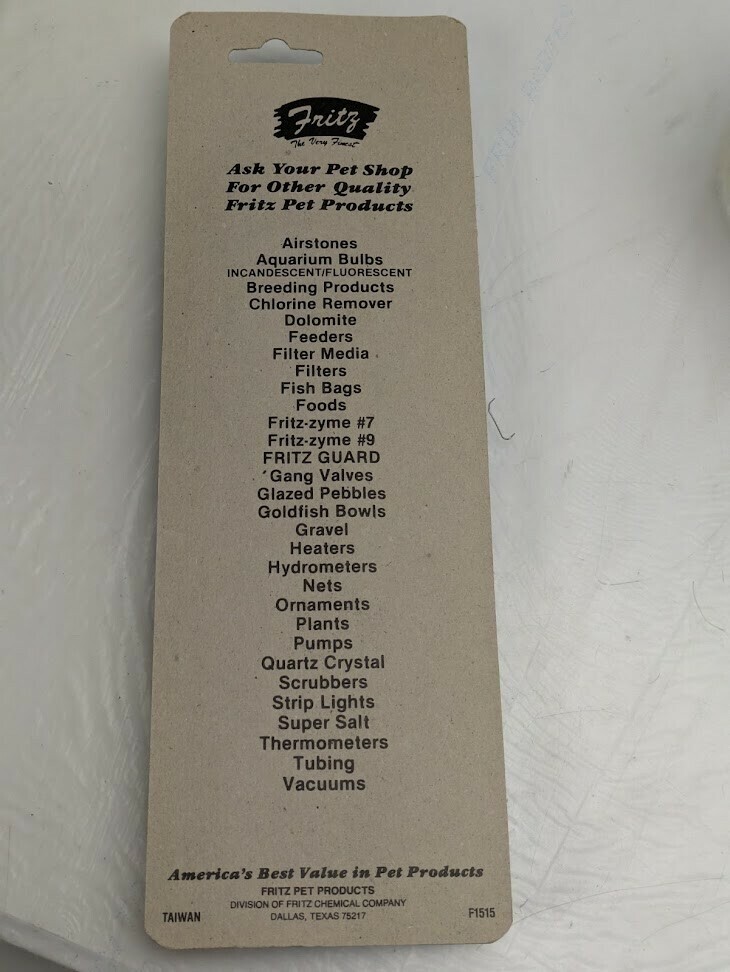 Fritz
The Very Finest
Ask Your Pet Shop
For Other Quality
Fritz Pet Products
Airstones
Aquarium Bulbs
INCANDESCENT/FLUORESCENT
Breeding Products
Chlorine Remover
Dolomite
Feeders
Filter Media
Filters
Fish Bags
Foods
Fritz-zyme #7
Fritz-zyme #9
FRITZ GUARD
Gang Valves
Glazed Pebbles
Goldfish Bowls
Gravel
Heaters
Hydrometers
Nets
Ornaments
Plants
Pumps
Quartz Crystal
Scrubbers
Strip Lights
Super Salt
Thermometers
Tubing
Vacuums
America's Best Value in Pet Products
FRITZ PET PRODUCTS
DIVISION OF FRITZ CHEMICAL COMPANY
TAIWAN DALLAS, TEXAS 75217 F1515